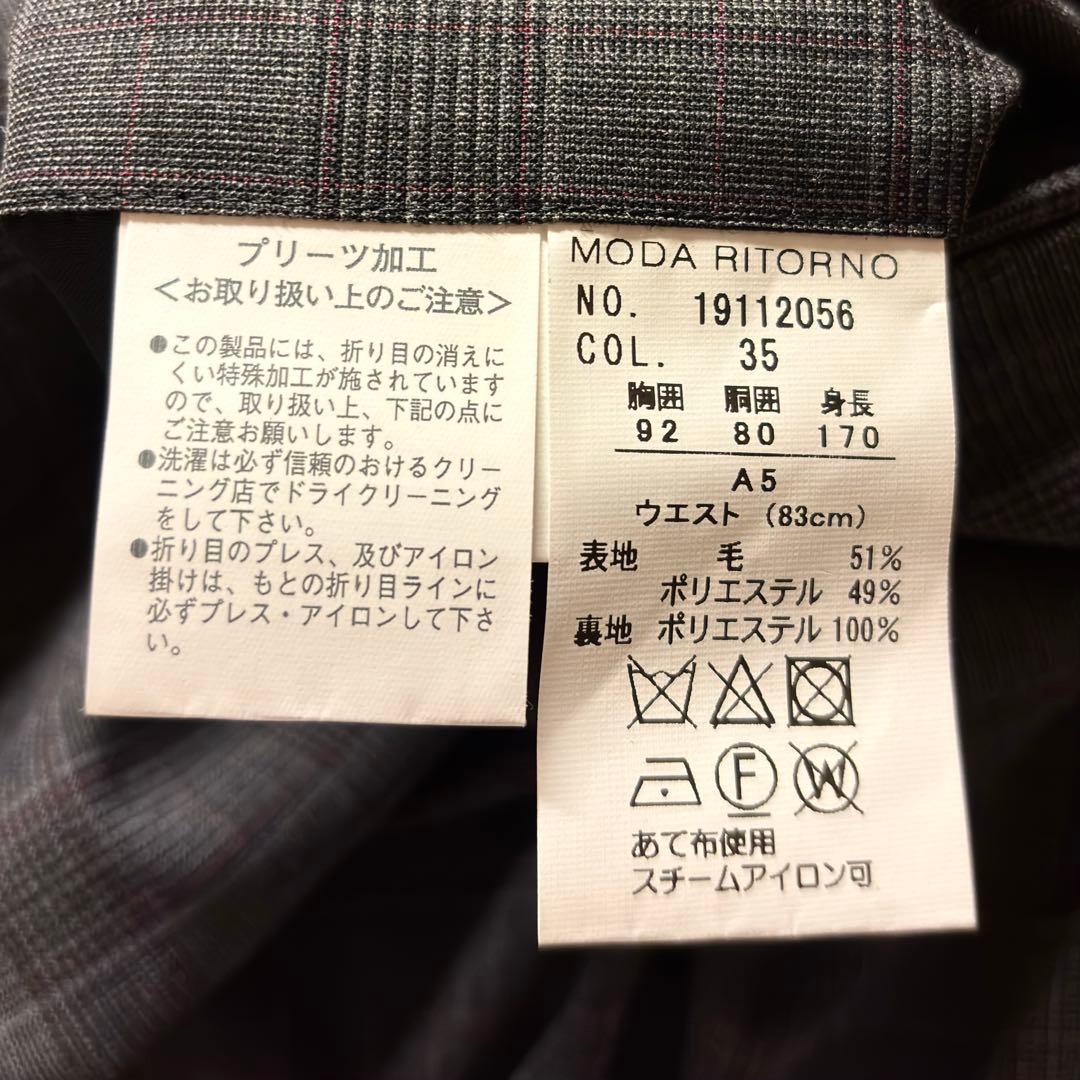 プリーツ加工
＜お取り扱い上のご注意＞
●この製品には、折り目の消えに
くい特殊加工が施されています
ので、取り扱い上、下記の点に
ご注意お願いします。
●洗濯は必ず信頼のおけるクリー
ニング店でドライクリーニング
をして下さい。
●折り目のプレス、及びアイロン
掛けは、もとの折り目ラインに
必ずプレス・アイロンして下さ
い。
MODA RITORNO
NO. 19112056
COL. 35
胸囲 胴囲 身長
92 80 170
A5
ウエスト (83cm)
表地 毛 51%
ポリエステル 49%
裏地 ポリエステル 100%
F W
あて布使用
スチームアイロン可